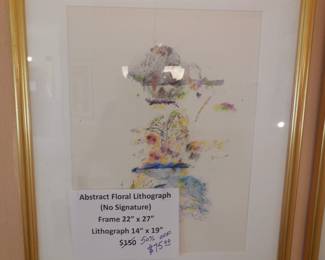 Abstract Floral Lithograph
(No Signature)
Frame 22" x 27"
Lithograph 14" x 19"
$150 50% OFF
$75.00